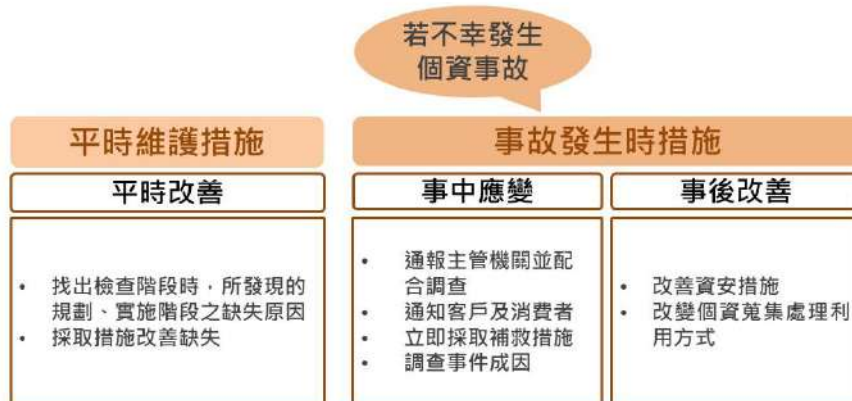 若不幸發生
個資事故
平時維護措施
事故發生時措施
平時改善
事中應變
事後改善
• 找出檢查階段時，所發現的
規劃、實施階段之缺失原因
• 採取措施改善缺失
• 通報主管機關並配
合調查
• 通知客戶及消費者
• 立即採取補救措施
• 調查事件成因
• 改善資安措施
• 改變個資蒐集處理利
用方式